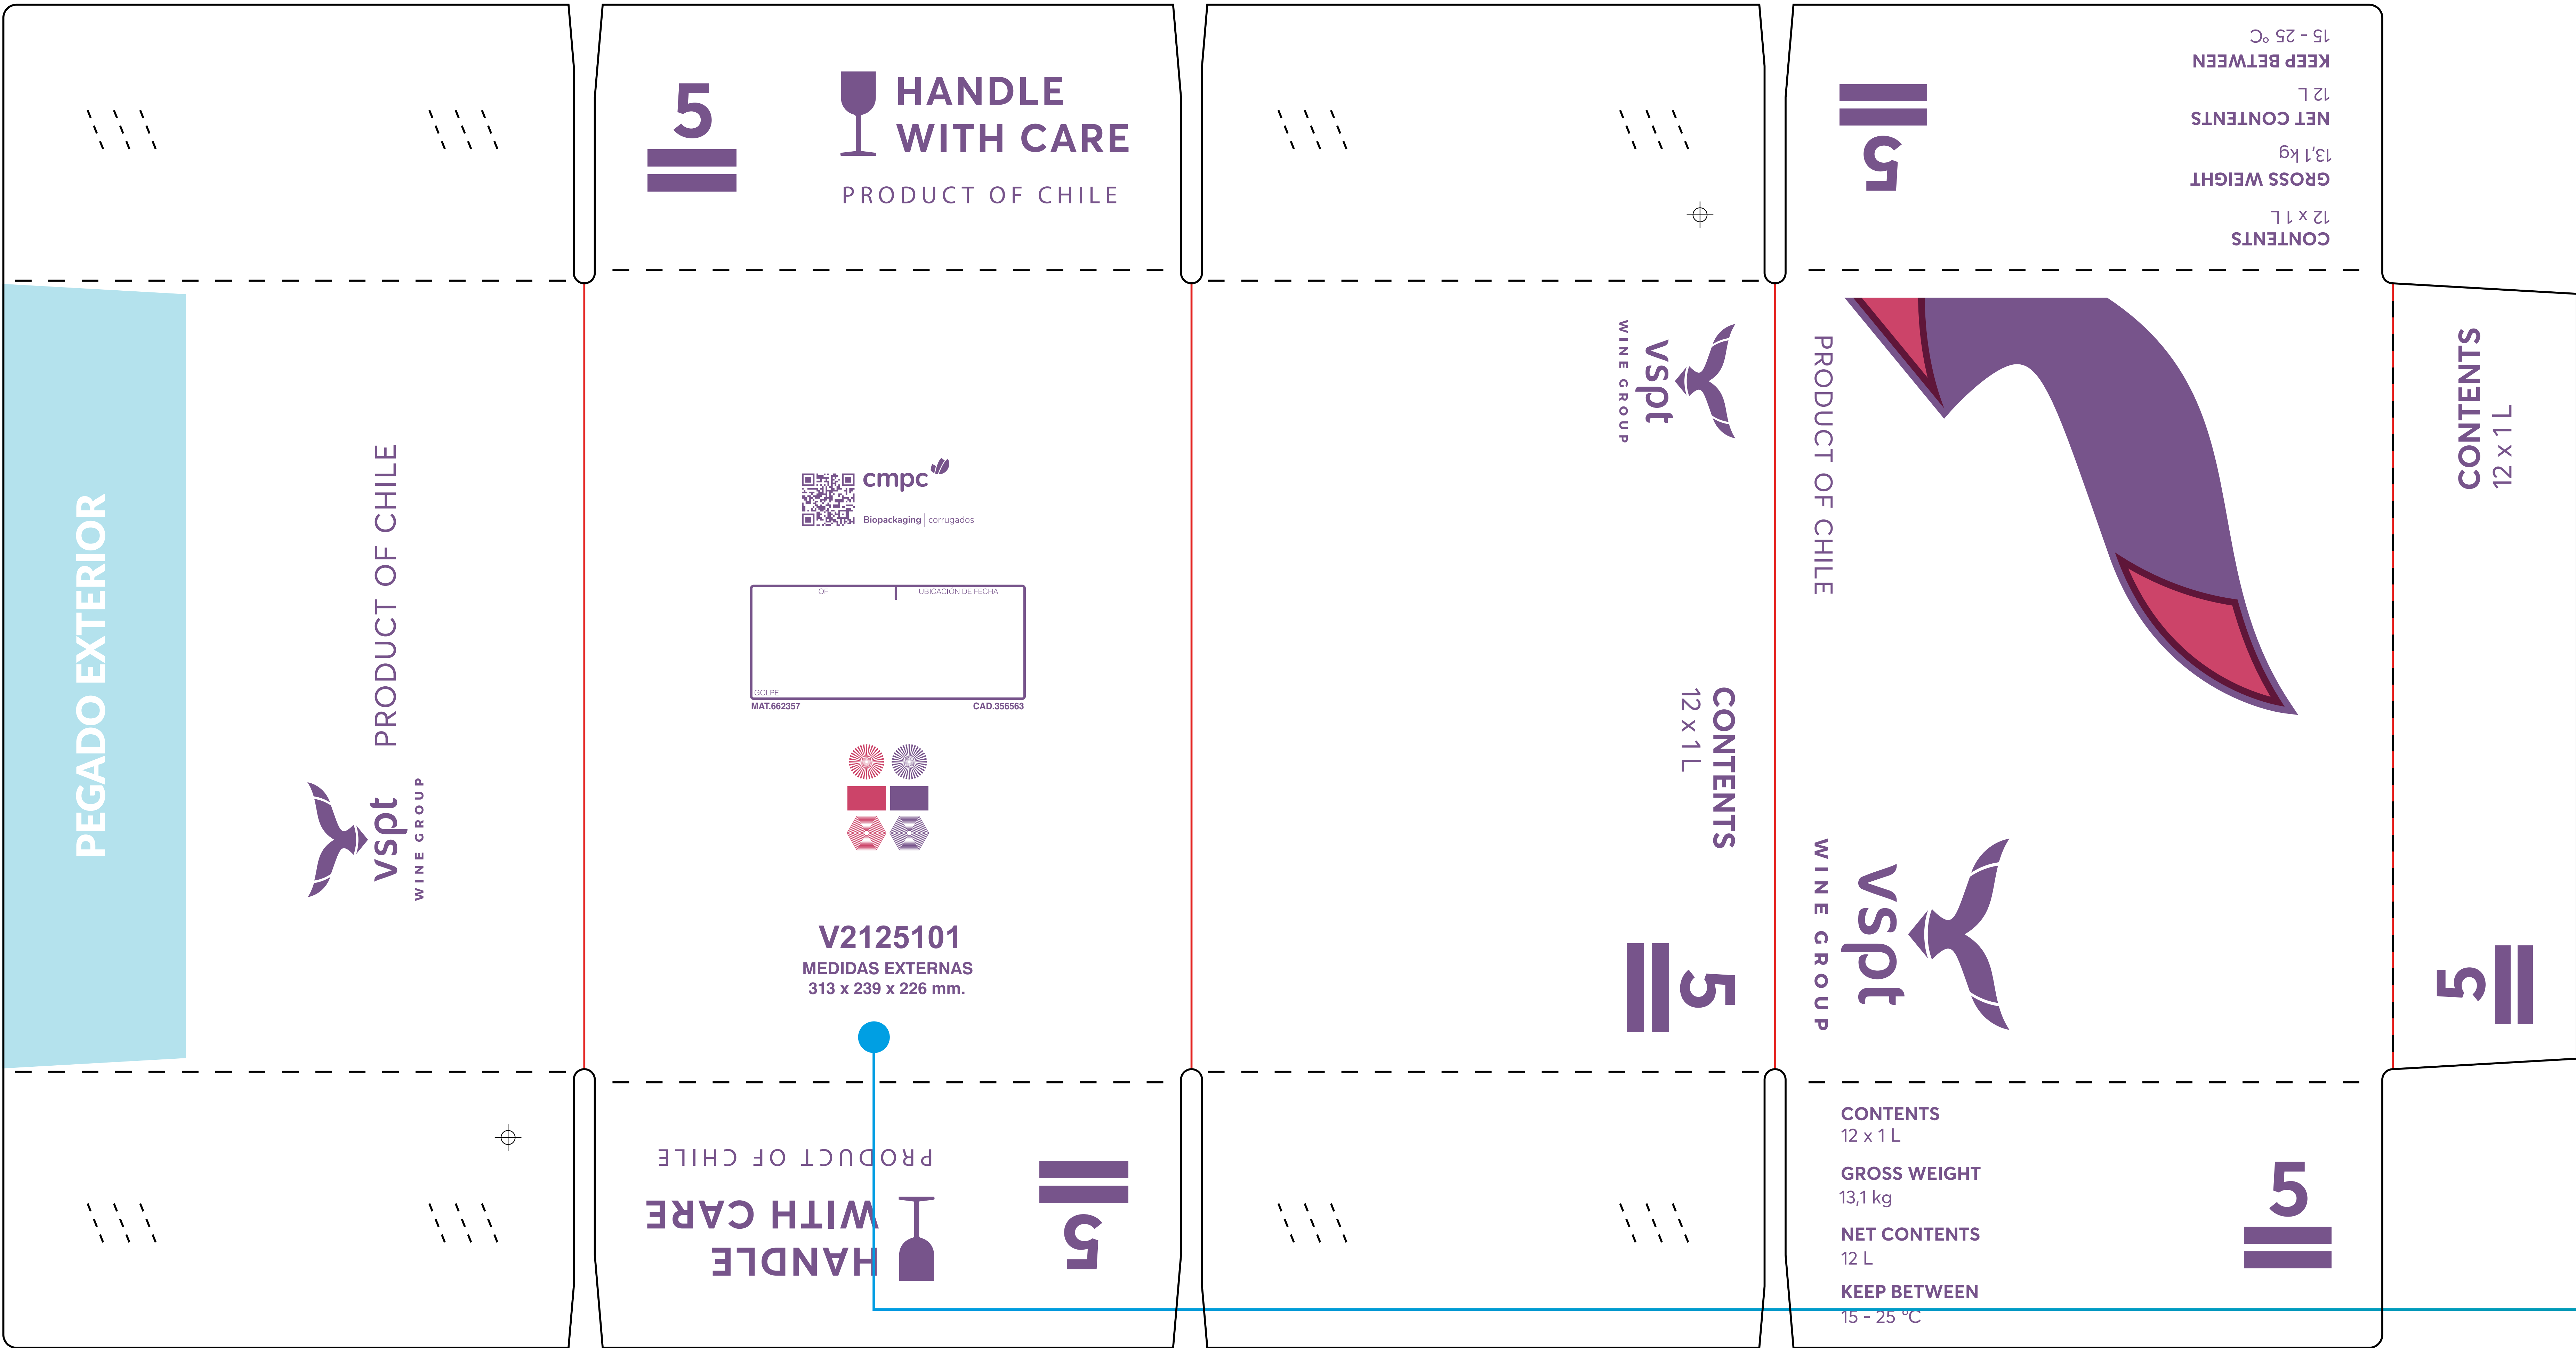 5
HANDLE
WITH CARE
PRODUCT OF CHILE
15 - 25 ºC
KEEP BETWEEN
12 L
NET CONTENTS
13,1 kg
GROSS WEIGHT
12 x 1 L
CONTENTS
5
PEGADO EXTERIOR
PRODUCT OF CHILE
vspt
WINE GROUP
cmpc
Biopackaging | corrugados
OF
UBICACIÓN DE FECHA
GOLPE
MAT.662357
CAD.356563
V2125101
MEDIDAS EXTERNAS
313 x 239 x 226 mm.
vspt
WINE GROUP
CONTENTS
12 x 1 L
5
PRODUCT OF CHILE
vspt
WINE GROUP
CONTENTS
12 x 1 L
5
HANDLE
WITH CARE
PRODUCT OF CHILE
5
CONTENTS
12 x 1 L
GROSS WEIGHT
13,1 kg
NET CONTENTS
12 L
KEEP BETWEEN
15 - 25 ºC
5